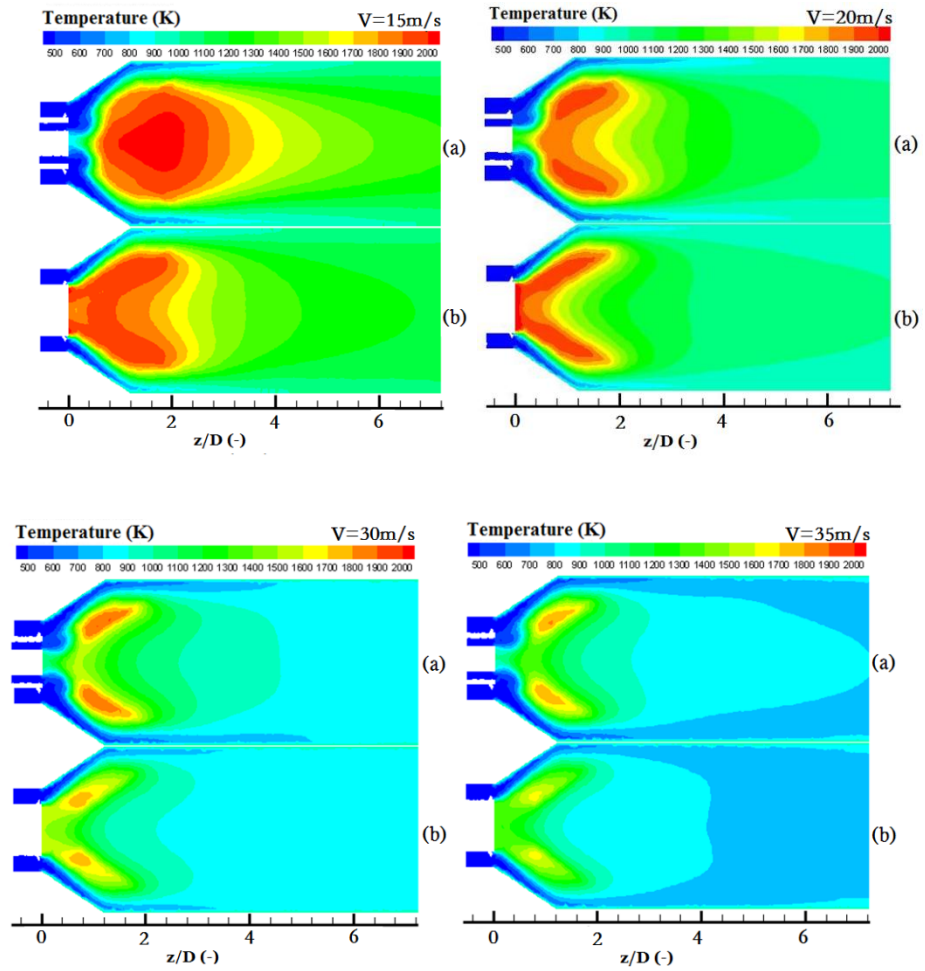 Temperature (K) V=15m/s
500 600 700 800 900 1000 1100 1200 1300 1400 1500 1600 1700 1800 1900 2000
(a)
(b)
0 2 4 6
z/D (-)
Temperature (K) V=20m/s
500 600 700 800 900 1000 1100 1200 1300 1400 1500 1600 1700 1800 1900 2000
(a)
(b)
0 2 4 6
z/D (-)
Temperature (K) V=30m/s
500 600 700 800 900 1000 1100 1200 1300 1400 1500 1600 1700 1800 1900 2000
(a)
(b)
0 2 4 6
z/D (-)
Temperature (K) V=35m/s
500 600 700 800 900 1000 1100 1200 1300 1400 1500 1600 1700 1800 1900 2000
(a)
(b)
0 2 4 6
z/D (-)